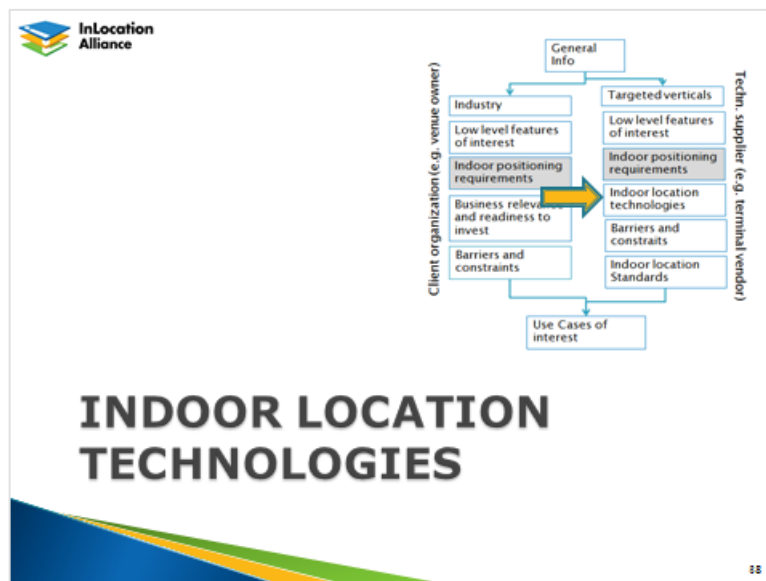 InLocation
Alliance
General
Info
Client organization(e.g. venue owner)
Industry
Low level features
of interest
Indoor positioning
requirements
Business relevance
and readiness to
invest
Barriers and
constraints
Targeted verticals
Low level features
of interest
Indoor positioning
requirements
Indoor location
technologies
Barriers and
constraits
Indoor location
Standards
Techn. supplier (e.g. terminal vendor)
Use Cases of
interest
INDOOR LOCATION
TECHNOLOGIES